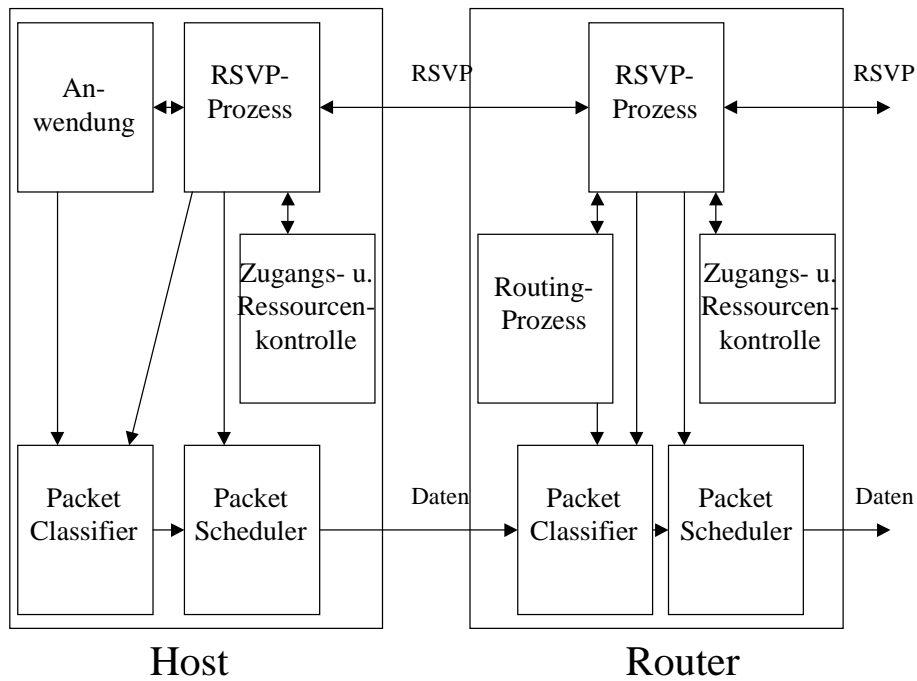 An-
wendung
RSVP-
Prozess
RSVP
RSVP-
Prozess
RSVP
Zugangs- u.
Ressourcen-
kontrolle
Routing-
Prozess
Zugangs- u.
Ressourcen-
kontrolle
Packet
Classifier
Packet
Scheduler
Daten
Packet
Classifier
Packet
Scheduler
Daten
Host
Router